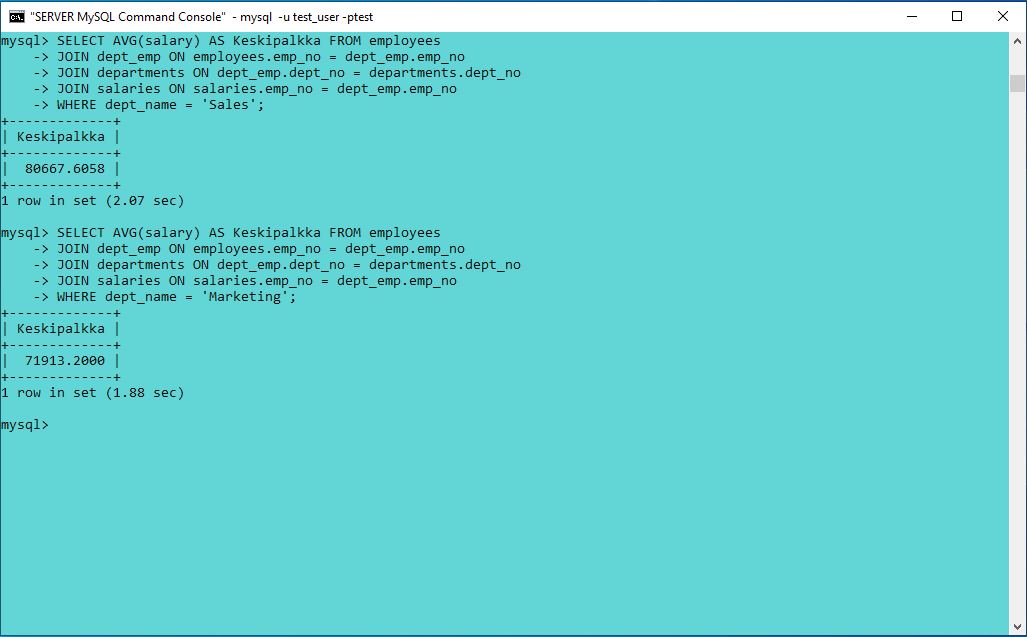 "SERVER MySQL Command Console" - mysql -u test_user -ptest
mysql> SELECT AVG(salary) AS Keskipalkka FROM employees
    -> JOIN dept_emp ON employees.emp_no = dept_emp.emp_no
    -> JOIN departments ON dept_emp.dept_no = departments.dept_no
    -> JOIN salaries ON salaries.emp_no = dept_emp.emp_no
    -> WHERE dept_name = 'Sales';
+-------------+
| Keskipalkka |
+-------------+
|  80667.6058 |
+-------------+
1 row in set (2.07 sec)
mysql> SELECT AVG(salary) AS Keskipalkka FROM employees
    -> JOIN dept_emp ON employees.emp_no = dept_emp.emp_no
    -> JOIN departments ON dept_emp.dept_no = departments.dept_no
    -> JOIN salaries ON salaries.emp_no = dept_emp.emp_no
    -> WHERE dept_name = 'Marketing';
+-------------+
| Keskipalkka |
+-------------+
|  71913.2000 |
+-------------+
1 row in set (1.88 sec)
mysql>